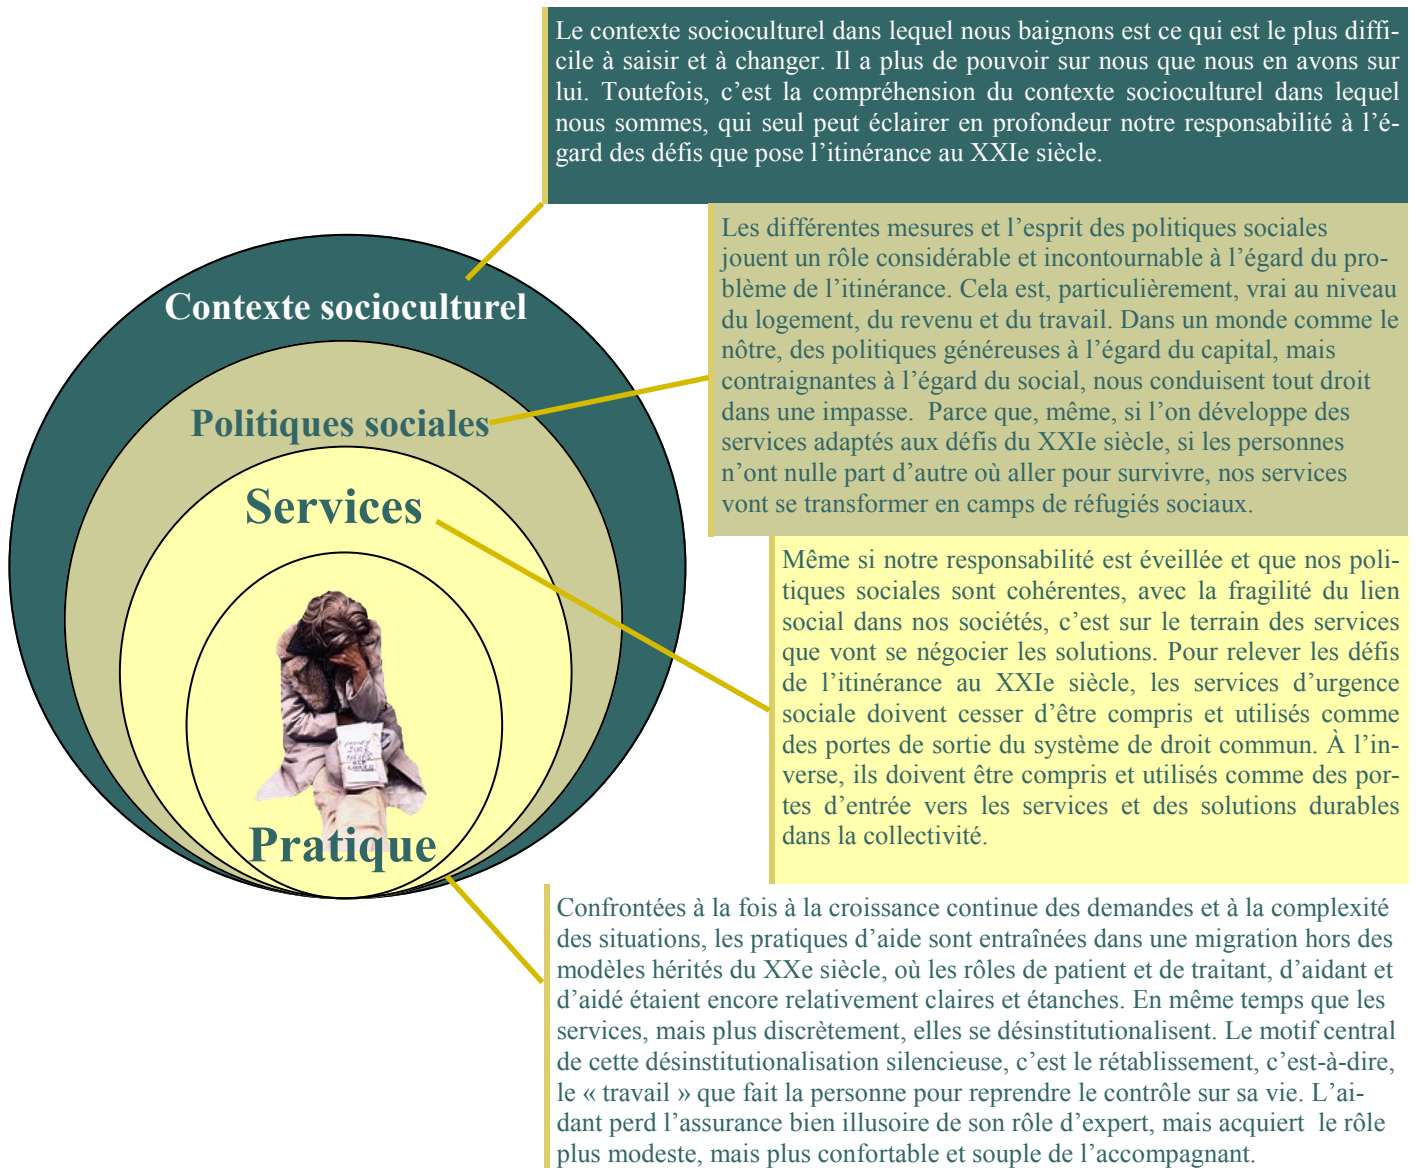 Le contexte socioculturel dans lequel nous baignons est ce qui est le plus diffi-
cile à saisir et à changer. Il a plus de pouvoir sur nous que nous en avons sur
lui. Toutefois, c’est la compréhension du contexte socioculturel dans lequel
nous sommes, qui seul peut éclairer en profondeur notre responsabilité à l’é-
gard des défis que pose l’itinérance au XXIe siècle.
Contexte socioculturel
Les différentes mesures et l’esprit des politiques sociales
jouent un rôle considérable et incontournable à l’égard du pro-
blème de l’itinérance. Cela est, particulièrement, vrai au niveau
du logement, du revenu et du travail. Dans un monde comme le
nôtre, des politiques généreuses à l’égard du capital, mais
contraignantes à l’égard du social, nous conduisent tout droit
dans une impasse.  Parce que, même, si l’on développe des
services adaptés aux défis du XXIe siècle, si les personnes
n’ont nulle part d’autre où aller pour survivre, nos services
vont se transformer en camps de réfugiés sociaux.
Politiques sociales
Services
Même si notre responsabilité est éveillée et que nos poli-
tiques sociales sont cohérentes, avec la fragilité du lien
social dans nos sociétés, c’est sur le terrain des services
que vont se négocier les solutions. Pour relever les défis
de l’itinérance au XXIe siècle, les services d’urgence
sociale doivent cesser d’être compris et utilisés comme
des portes de sortie du système de droit commun. À l’in-
verse, ils doivent être compris et utilisés comme des por-
tes d’entrée vers les services et des solutions durables
dans la collectivité.
Pratique
Confrontées à la fois à la croissance continue des demandes et à la complexité
des situations, les pratiques d’aide sont entraînées dans une migration hors des
modèles hérités du XXe siècle, où les rôles de patient et de traitant, d’aidant et
d’aidé étaient encore relativement claires et étanches. En même temps que les
services, mais plus discrètement, elles se désinstitutionalisent. Le motif central
de cette désinstitutionalisation silencieuse, c’est le rétablissement, c’est-à-dire,
le « travail » que fait la personne pour reprendre le contrôle sur sa vie. L’ai-
dant perd l’assurance bien illusoire de son rôle d’expert, mais acquiert  le rôle
plus modeste, mais plus confortable et souple de l’accompagnant.